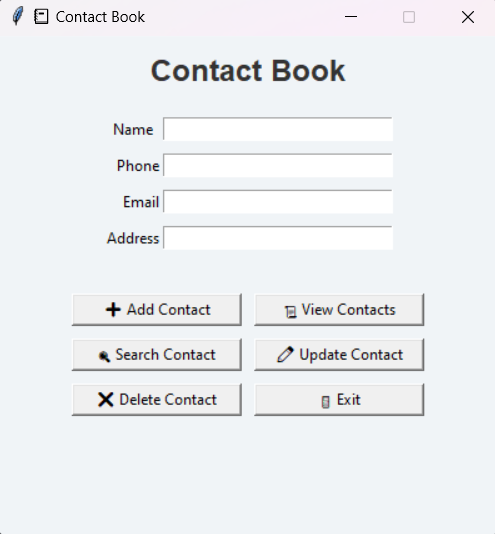 Contact Book
Contact Book
Name
Phone
Email
Address
Add Contact
View Contacts
Search Contact
Update Contact
Delete Contact
Exit